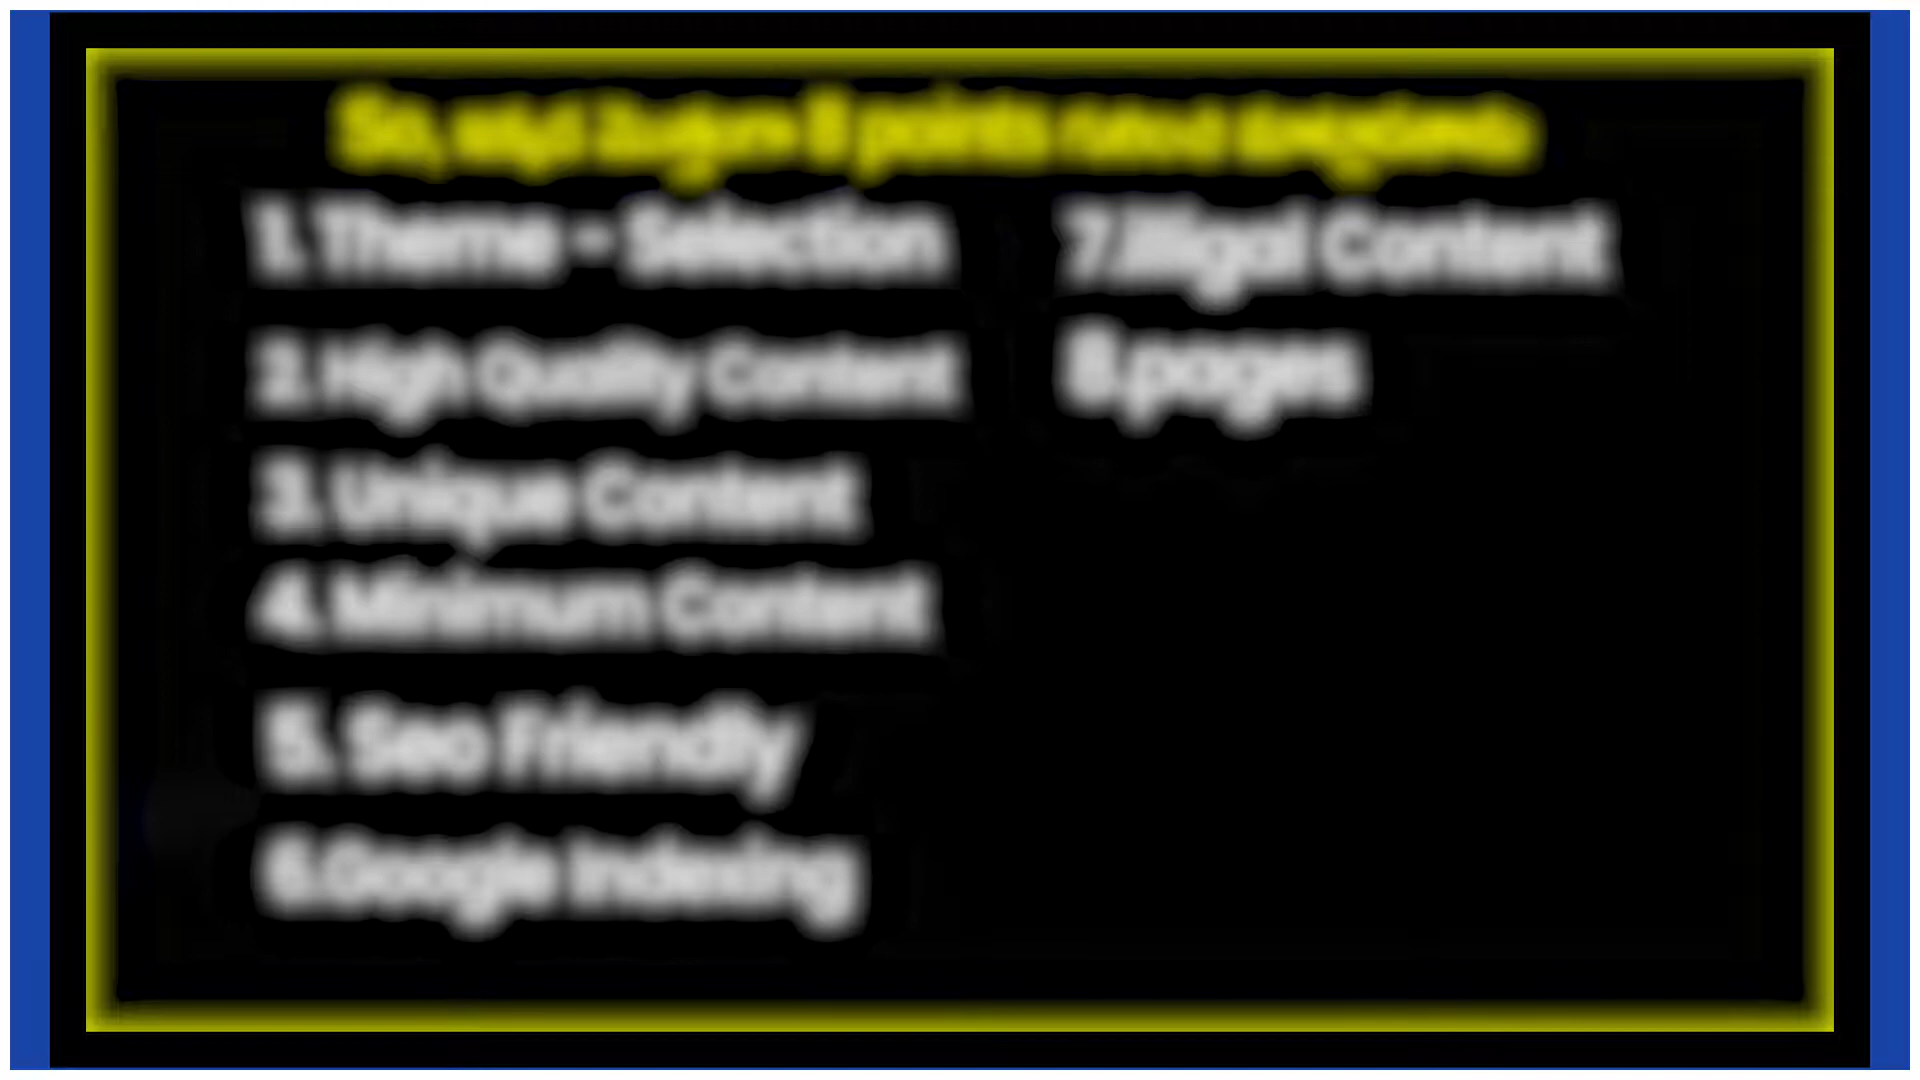 So, 8 points
1. Theme - Selection
2. High Quality Content
3. Unique Content
4. Minimum Content
5. Seo Friendly
6.Google Indexing
7.Illigal Content
8.pages